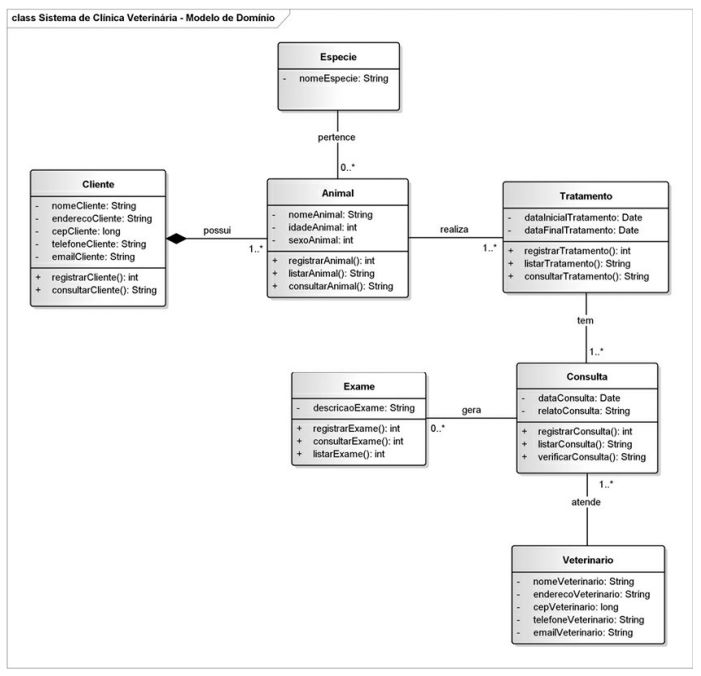 class Sistema de Clínica Veterinária - Modelo de Domínio
Especie
- nomeEspecie: String
pertence
0..*
Cliente
- nomeCliente: String
- enderecoCliente: String
- cepCliente: long
- telefoneCliente: String
- emailCliente: String
+ registrarCliente(): int
+ consultarCliente(): String
possui
1..*
Animal
- nomeAnimal: String
- idadeAnimal: int
- sexoAnimal: int
+ registrarAnimal(): int
+ listarAnimal(): String
+ consultarAnimal(): String
realiza
1..*
Tratamento
- dataInicialTratamento: Date
- dataFinalTratamento: Date
+ registrarTratamento(): int
+ listarTratamento(): String
+ consultarTratamento(): String
tem
1..*
Exame
- descricaoExame: String
+ registrarExame(): int
+ consultarExame(): int
+ listarExame(): int
gera
0..*
Consulta
- dataConsulta: Date
- relatoConsulta: String
+ registrarConsulta(): int
+ listarConsulta(): String
+ verificarConsulta(): String
1..*
atende
Veterinario
- nomeVeterinario: String
- enderecoVeterinario: String
- cepVeterinario: long
- telefoneVeterinario: String
- emailVeterinario: String